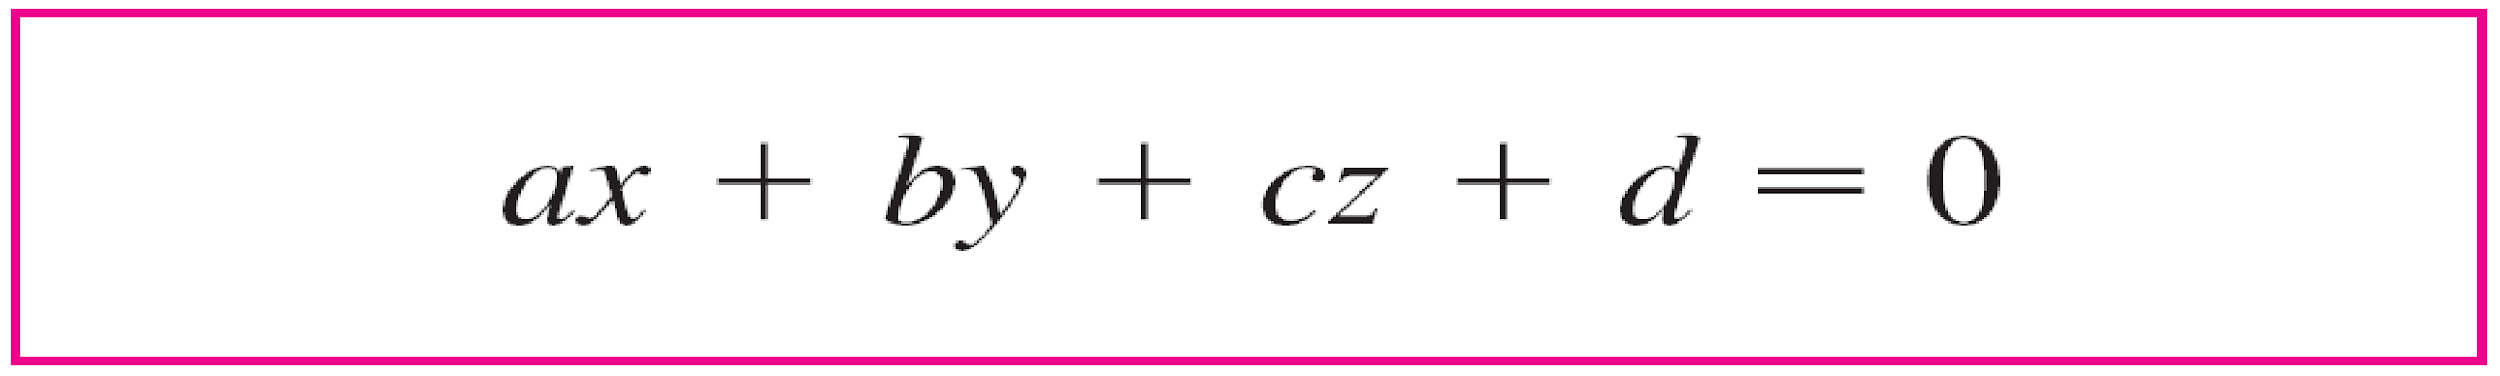 ax + by + cz + d = 0